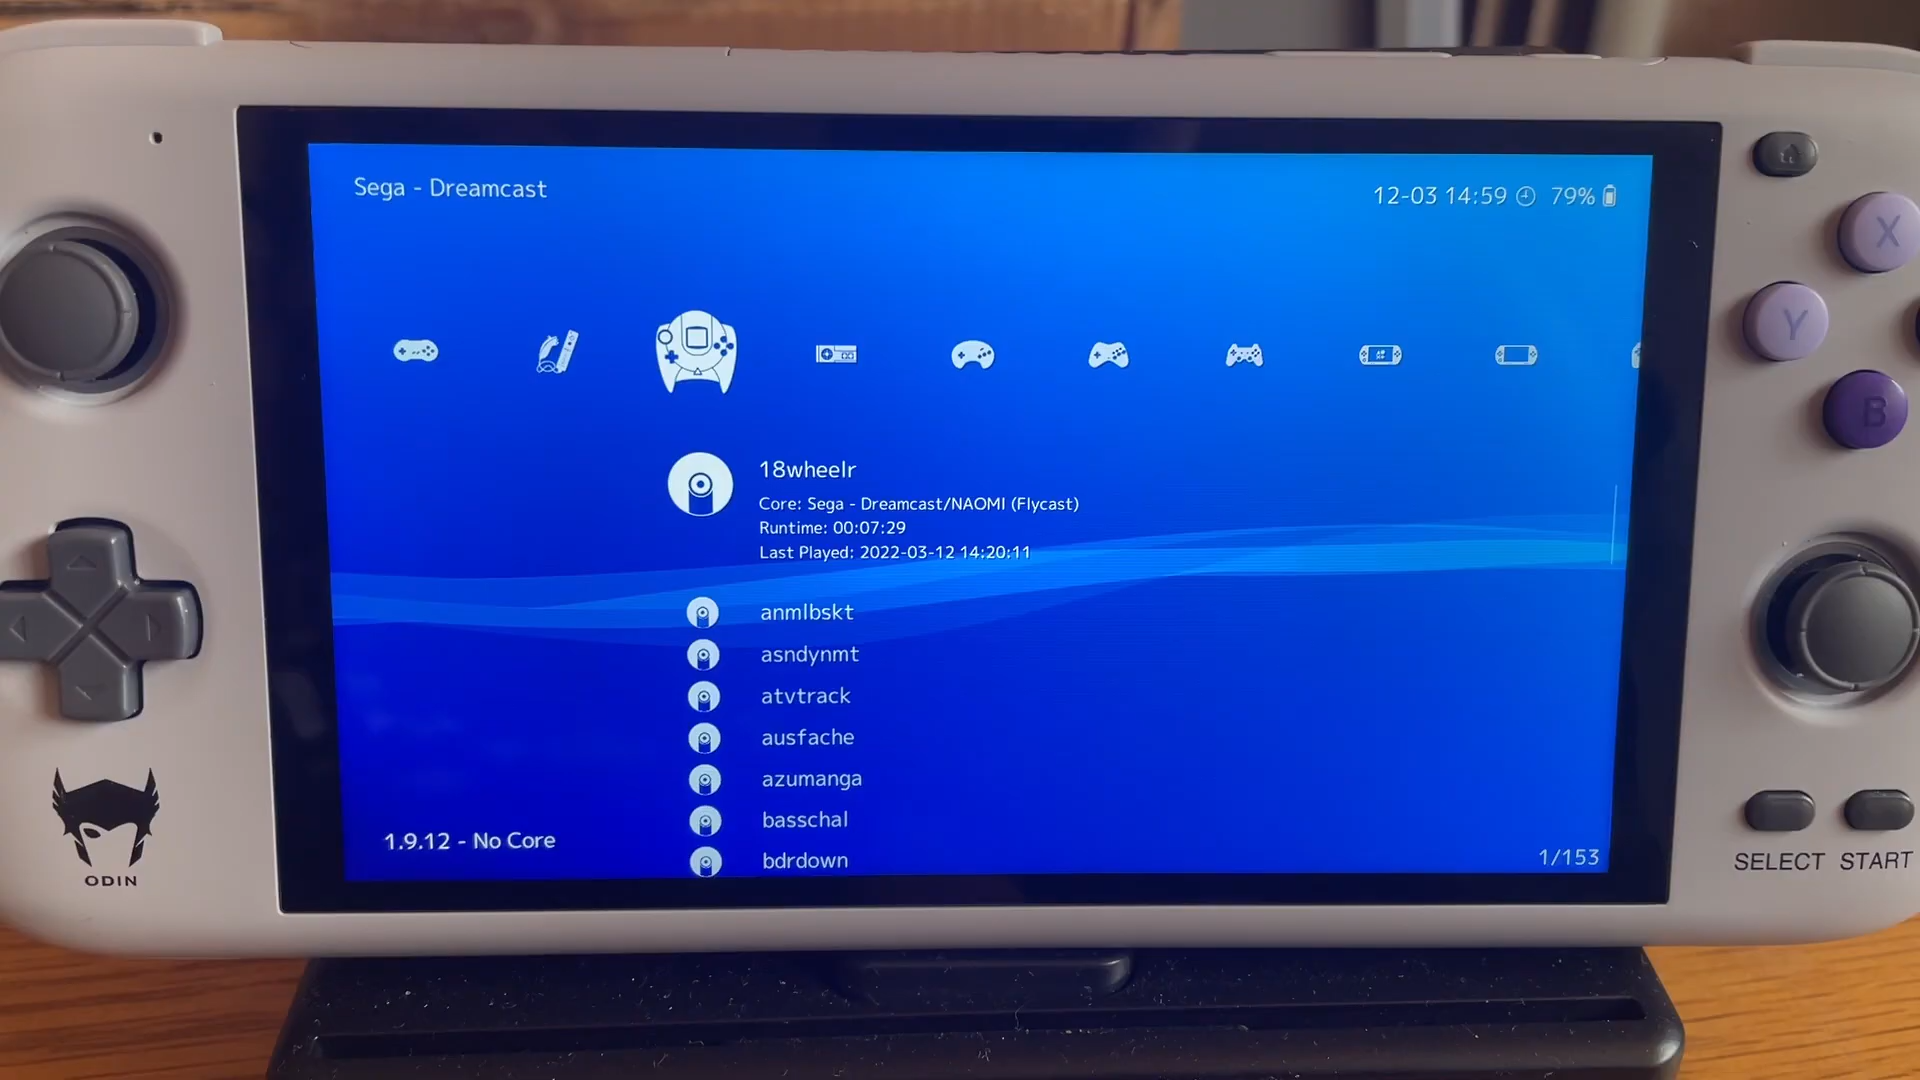 Sega - Dreamcast
12-03 14:59 79%
X
Y
B
18wheelr
Core: Sega - Dreamcast/NAOMI (Flycast)
Runtime: 00:07:29
Last Played: 2022-03-12 14:20:11
anmlbskt
asndynmt
atvtrack
ausfache
azumanga
basschal
bdrdown
1.9.12 - No Core
1/153
ODIN
SELECT START